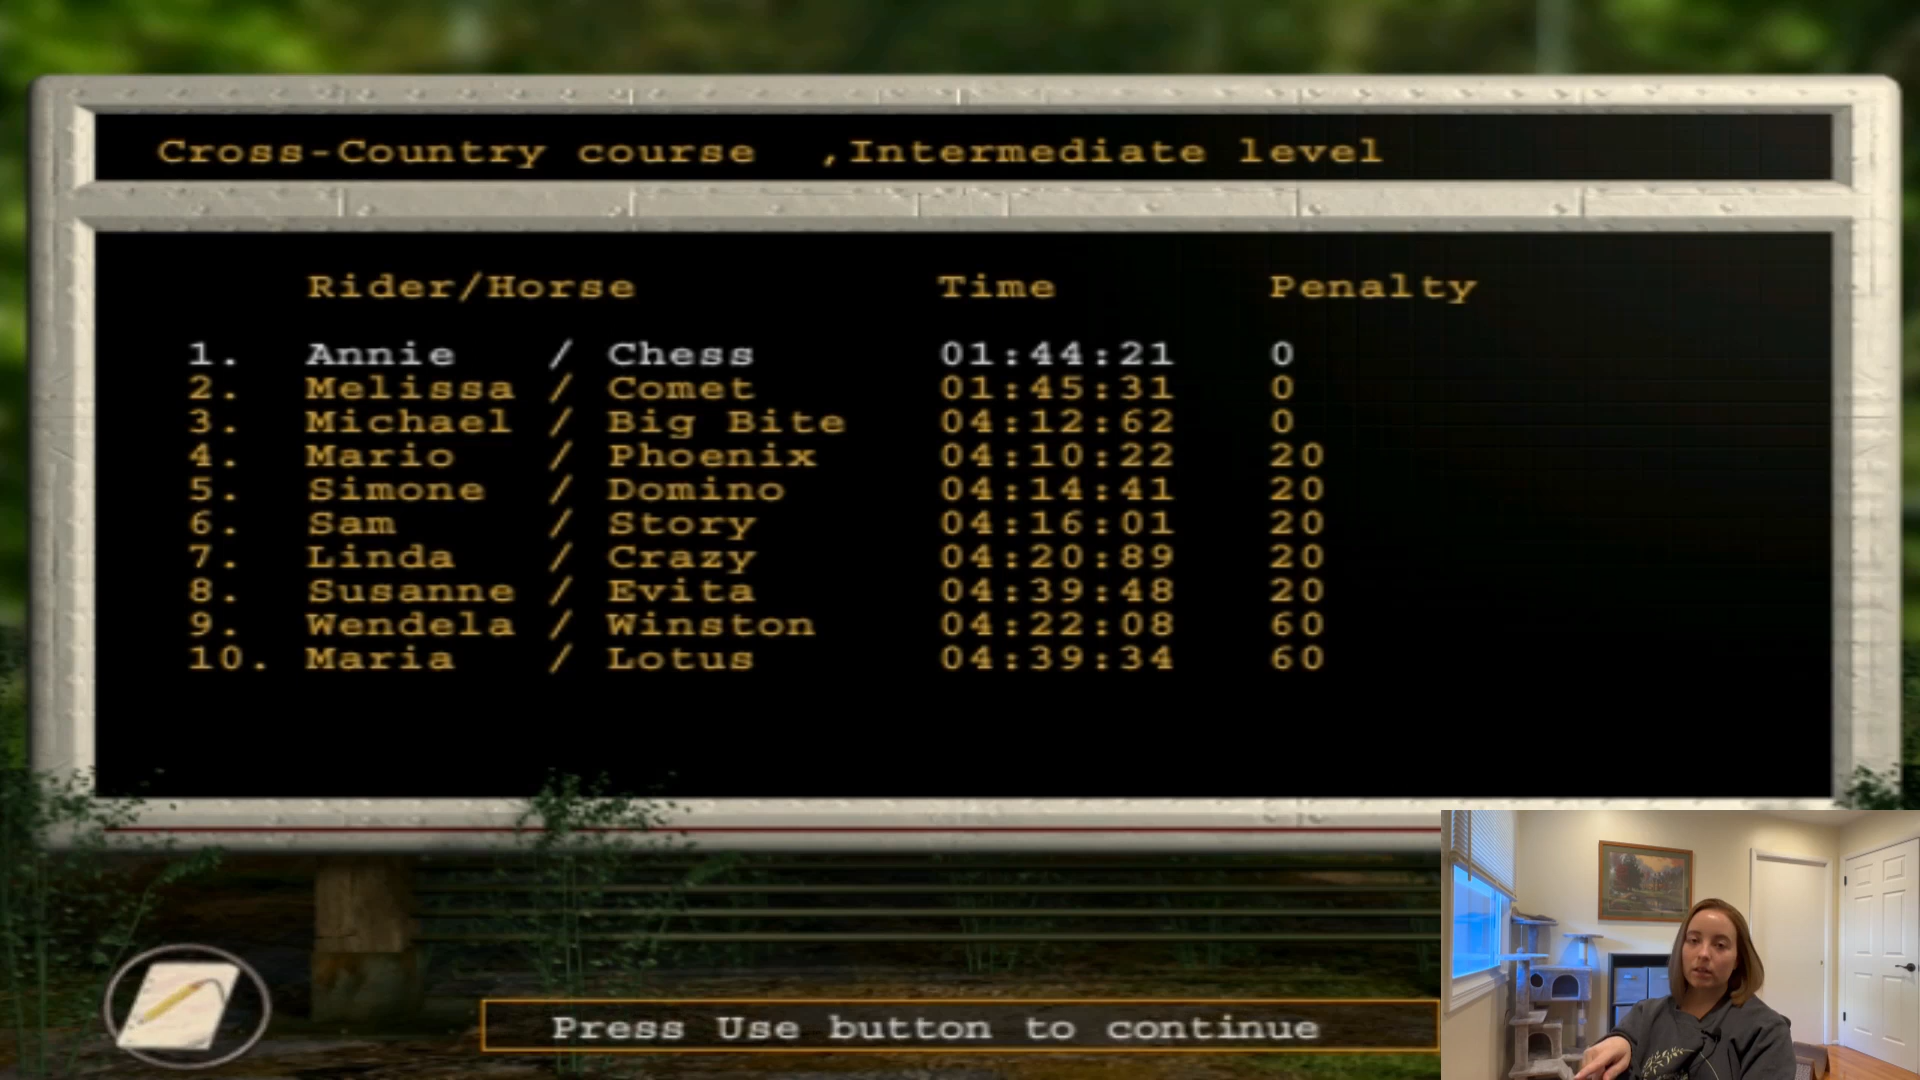 Cross-Country course ,Intermediate level
Rider/Horse Time Penalty
1. Annie / Chess 01:44:21 0
2. Melissa / Comet 01:45:31 0
3. Michael / Big Bite 04:12:62 0
4. Mario / Phoenix 04:10:22 20
5. Simone / Domino 04:14:41 20
6. Sam / Story 04:16:01 20
7. Linda / Crazy 04:20:89 20
8. Susanne / Evita 04:39:48 20
9. Wendela / Winston 04:22:08 60
10. Maria / Lotus 04:39:34 60
Press Use button to continue